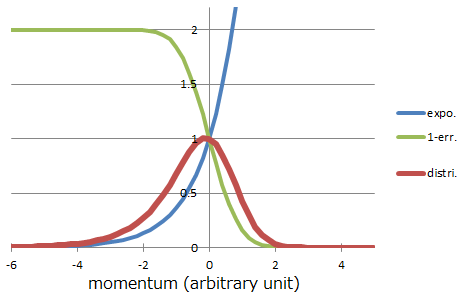 2
1.5
1
0.5
0
-6 -4 -2 0 2 4
momentum (arbitrary unit)
expo.
1-err.
distri.